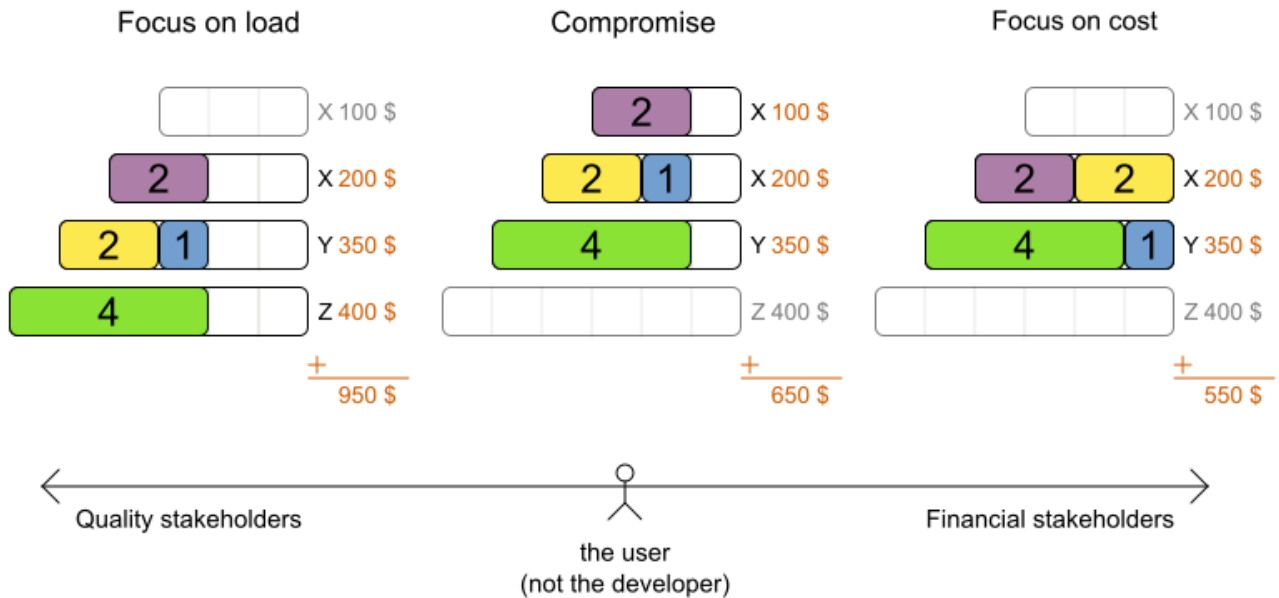 Focus on load Compromise Focus on cost
X 100 $ 2 X 100 $ X 100 $
2 X 200 $ 2 1 X 200 $ 2 2 X 200 $
2 1 Y 350 $ 4 Y 350 $ 4 1 Y 350 $
4 Z 400 $ Z 400 $ Z 400 $
+ + +
950 $ 650 $ 550 $
Quality stakeholders Financial stakeholders
the user
(not the developer)